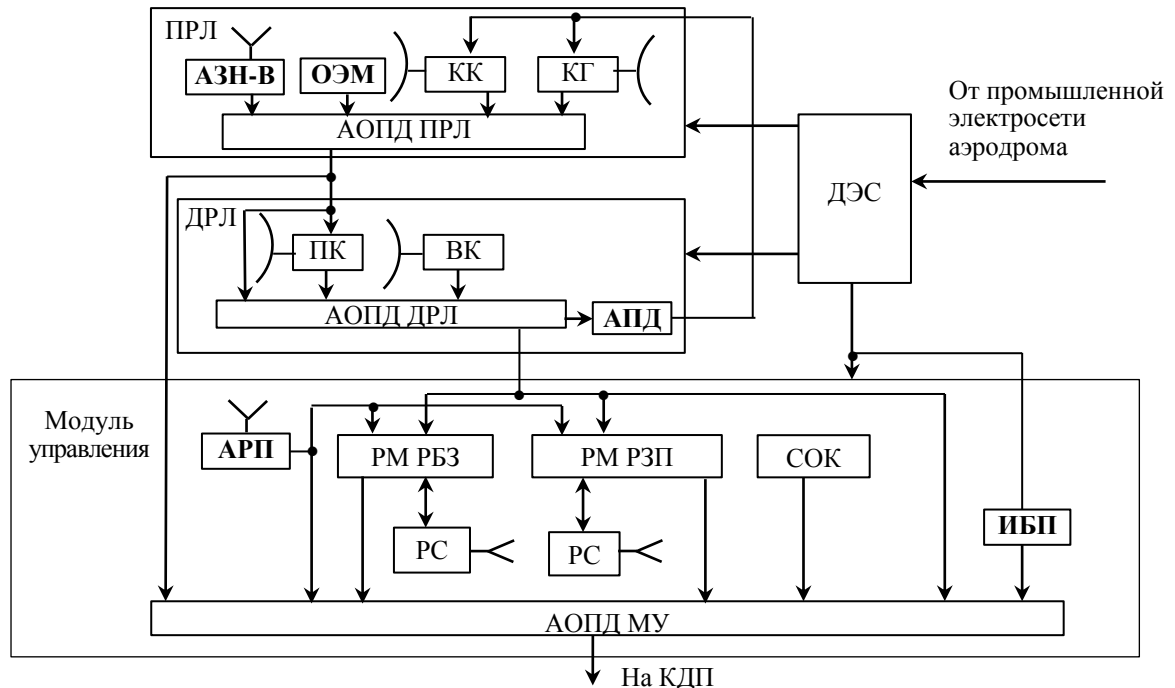 ПРЛ
АЗН-В
ОЭМ
КК
КГ
АОПД ПРЛ
От промышленной
электросети
аэродрома
ДЭС
ДРЛ
ПК
ВК
АОПД ДРЛ
АПД
Модуль
управления
АРП
РМ РБЗ
РМ РЗП
СОК
ИБП
РС
РС
АОПД МУ
На КДП